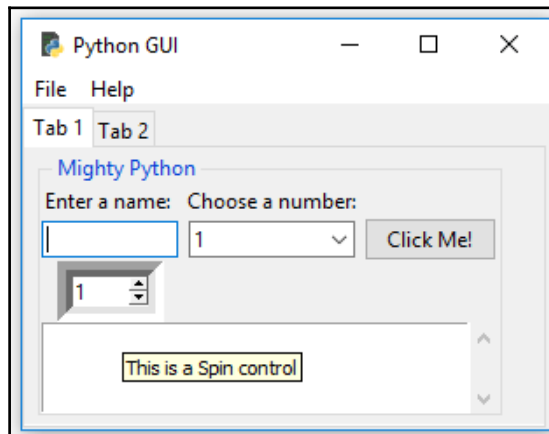 Python GUI
File Help
Tab 1 Tab 2
Mighty Python
Enter a name: Choose a number:
1 Click Me!
1
This is a Spin control